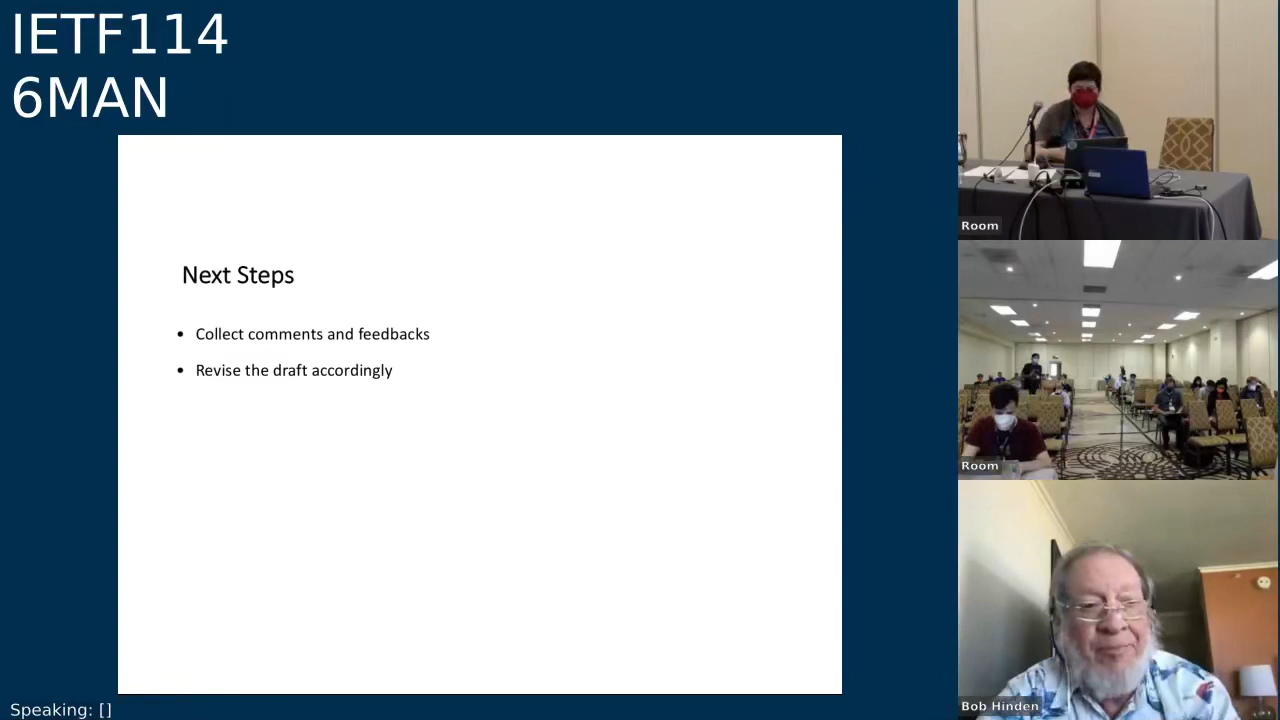 IETF114
6MAN
Next Steps
• Collect comments and feedbacks
• Revise the draft accordingly
Room
Room
Bob Hinden
Speaking: []